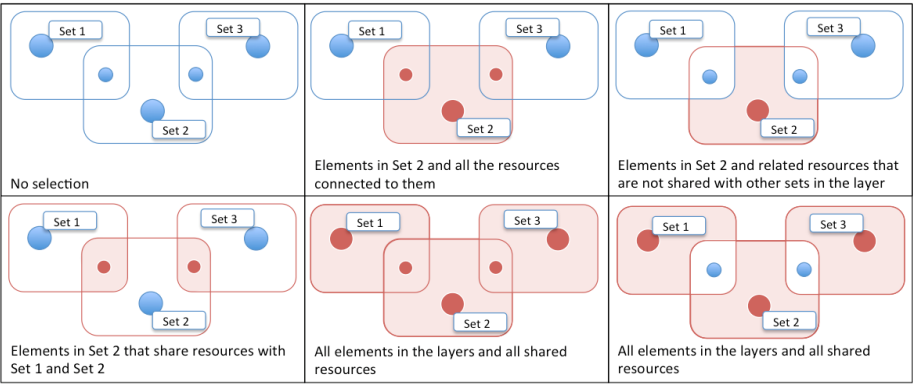 Set 1
Set 3
Set 2
No selection
Set 1
Set 3
Set 2
Elements in Set 2 and all the resources
connected to them
Set 1
Set 3
Set 2
Elements in Set 2 and related resources that
are not shared with other sets in the layer
Set 1
Set 3
Set 2
Elements in Set 2 that share resources with
Set 1 and Set 2
Set 1
Set 3
Set 2
All elements in the layers and all shared
resources
Set 1
Set 3
Set 2
All elements in the layers and all shared
resources